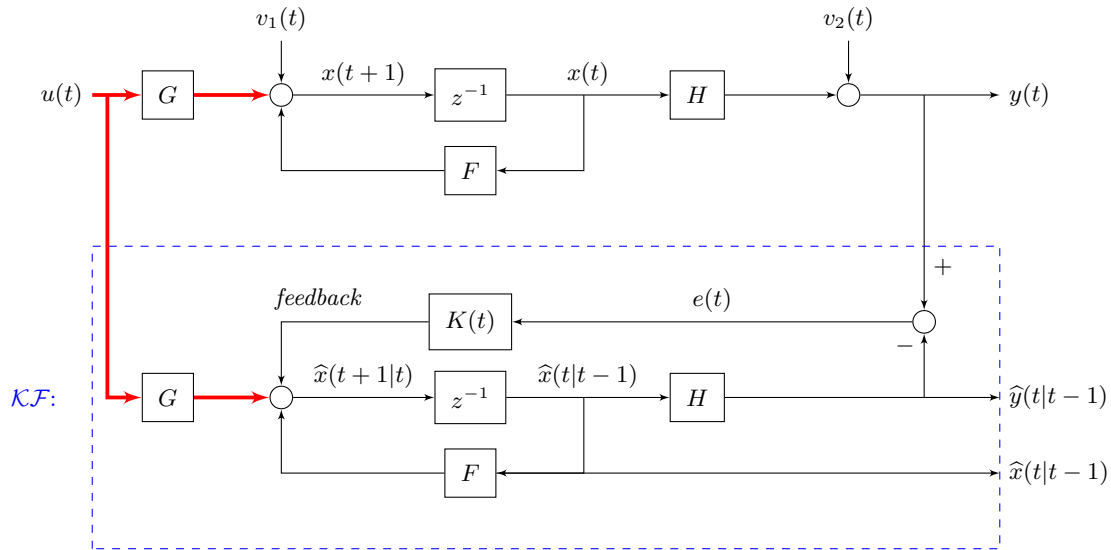 v₁(t) v₂(t)
x(t + 1) x(t)
u(t) G z⁻¹ H y(t)
F
+
feedback e(t)
K(t)
−
x̂(t + 1|t) x̂(t|t − 1)
𝒦ℱ: G z⁻¹ H ŷ(t|t − 1)
F x̂(t|t − 1)